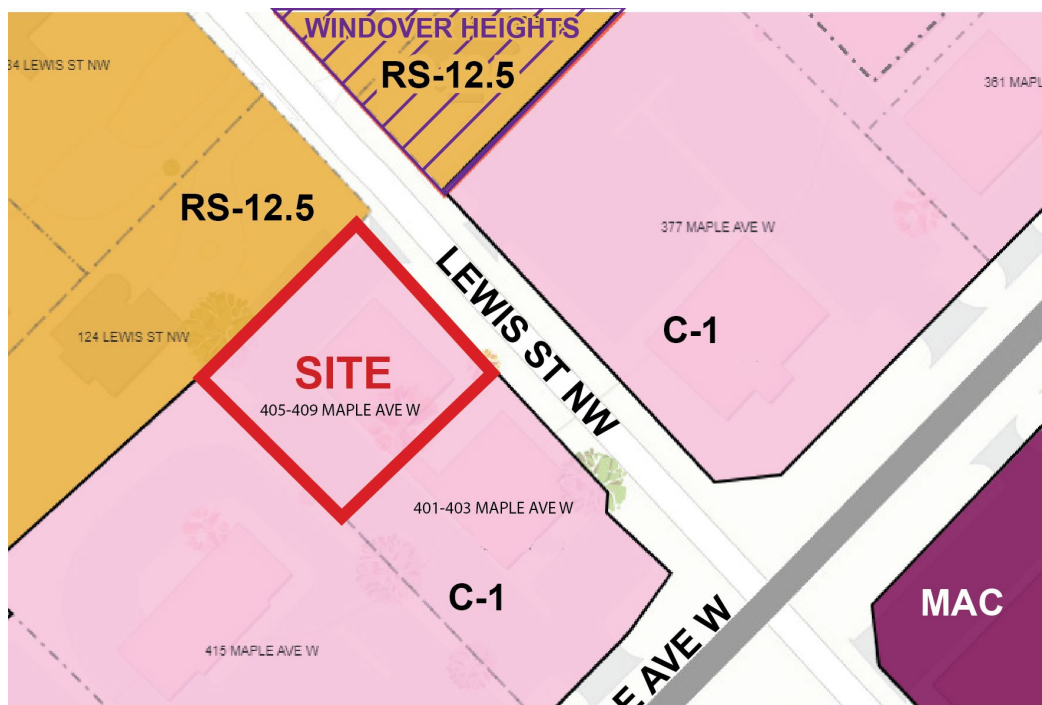 WINDOVER HEIGHTS
RS-12.5
LEWIS ST NW
361 MAPL
RS-12.5
377 MAPLE AVE W
LEWIS ST NW
124 LEWIS ST NW
C-1
SITE
405-409 MAPLE AVE W
401-403 MAPLE AVE W
C-1
MAC
415 MAPLE AVE W
E AVE W